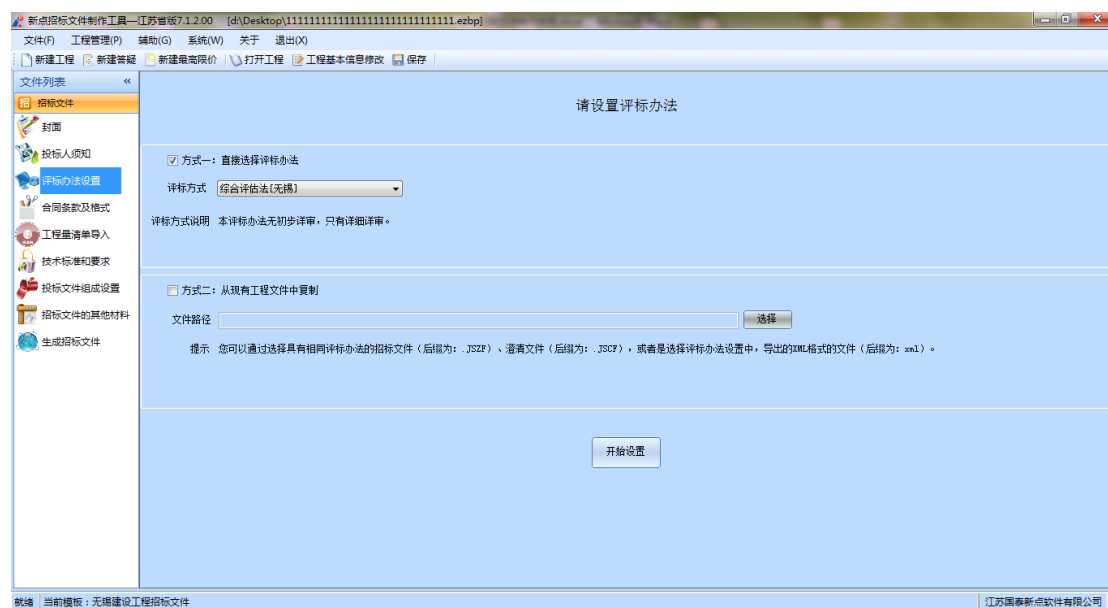 新点招标文件制作工具—江苏省版7.1.2.00 [d:\Desktop\1111111111111111111111111111.ezbp]
文件(F) 工程管理(P) 辅助(G) 系统(W) 关于 退出(X)
新建工程 新建答疑 新建最高限价 打开工程 工程基本信息修改 保存
文件列表 «
招 招标文件
封面
投标人须知
评标办法设置
合同条款及格式
工程量清单导入
技术标准和要求
投标文件组成设置
招标文件的其他材料
生成招标文件
请设置评标办法
方式一：直接选择评标办法
评标方式 综合评估法[无锡]
评标方式说明 本评标办法无初步详审，只有详细详审。
方式二：从现有工程文件中复制
文件路径 选择
提示 您可以通过选择具有相同评标办法的招标文件（后缀为：.JSZF）、澄清文件（后缀为：.JSCF），或者是选择评标办法设置中，导出的XML格式的文件（后缀为：xml）。
开始设置
就绪 当前模板：无锡建设工程招标文件 江苏国泰新点软件有限公司